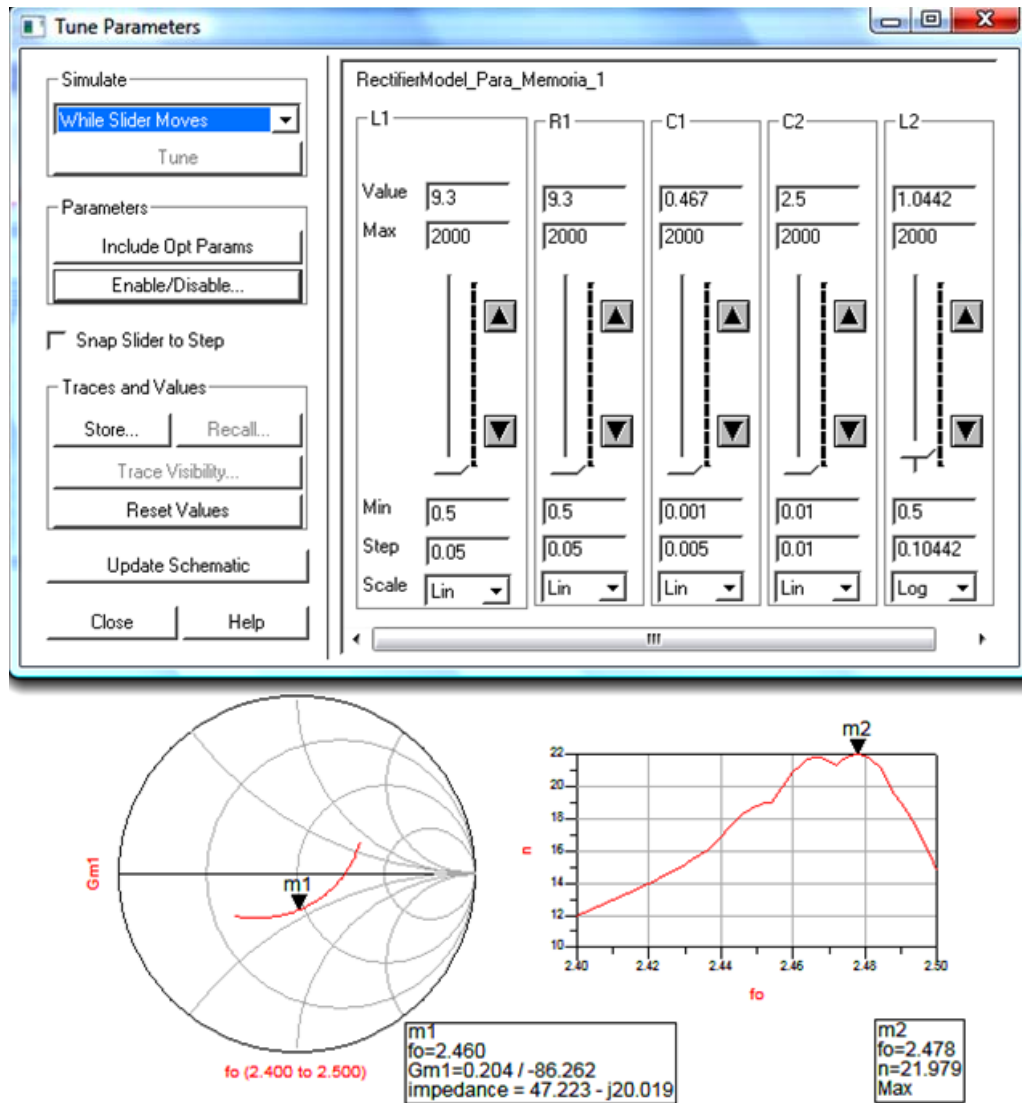 Tune Parameters
Simulate
While Slider Moves
Tune
Parameters
Include Opt Params
Enable/Disable...
Snap Slider to Step
Traces and Values
Store... Recall...
Trace Visibility...
Reset Values
Update Schematic
Close Help
RectifierModel_Para_Memoria_1
L1 R1 C1 C2 L2
Value 9.3 9.3 0.467 2.5 1.0442
Max 2000 2000 2000 2000 2000
Min 0.5 0.5 0.001 0.01 0.5
Step 0.05 0.05 0.005 0.01 0.10442
Scale Lin Lin Lin Lin Log
Gm1
m1
fo (2.400 to 2.500)
m1
fo=2.460
Gm1=0.204 / -86.262
impedance = 47.223 - j20.019
m2
22
20
18
16
14
12
10
n
2.40 2.42 2.44 2.46 2.48 2.50
fo
m2
fo=2.478
n=21.979
Max